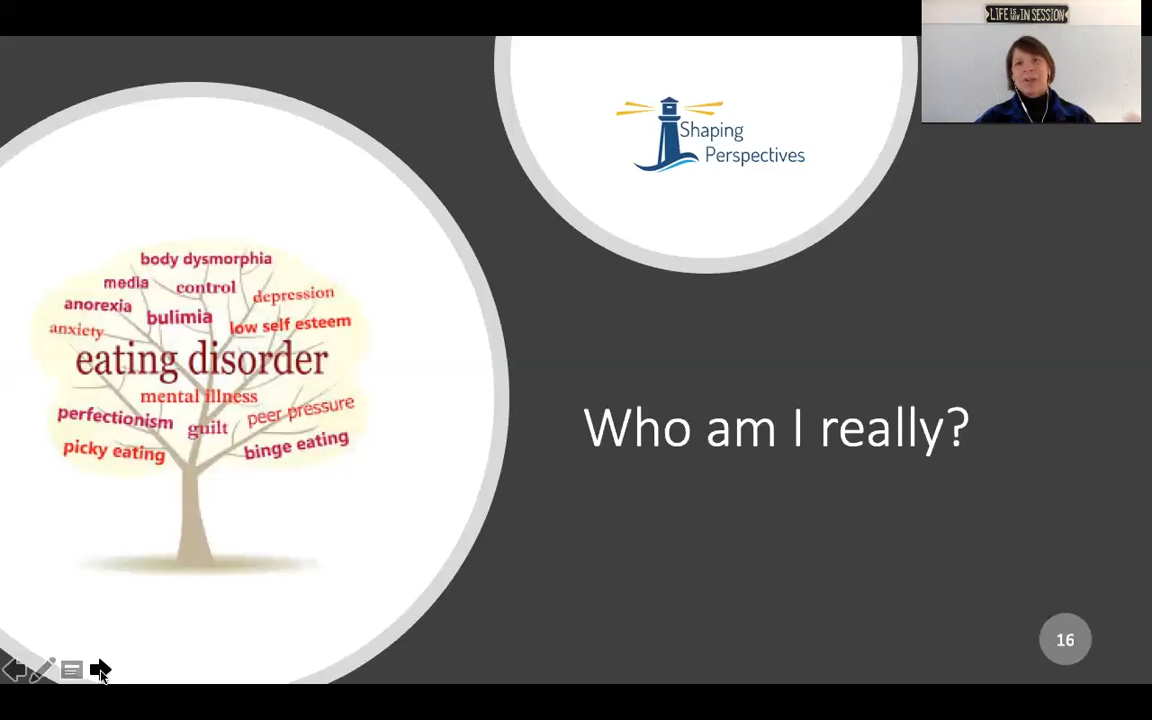 LIFE IS IN SESSION
Shaping
Perspectives
body dysmorphia
media
control
depression
anorexia
bulimia
low self esteem
anxiety
eating disorder
mental illness
perfectionism
guilt
peer pressure
picky eating
binge eating
Who am I really?
16